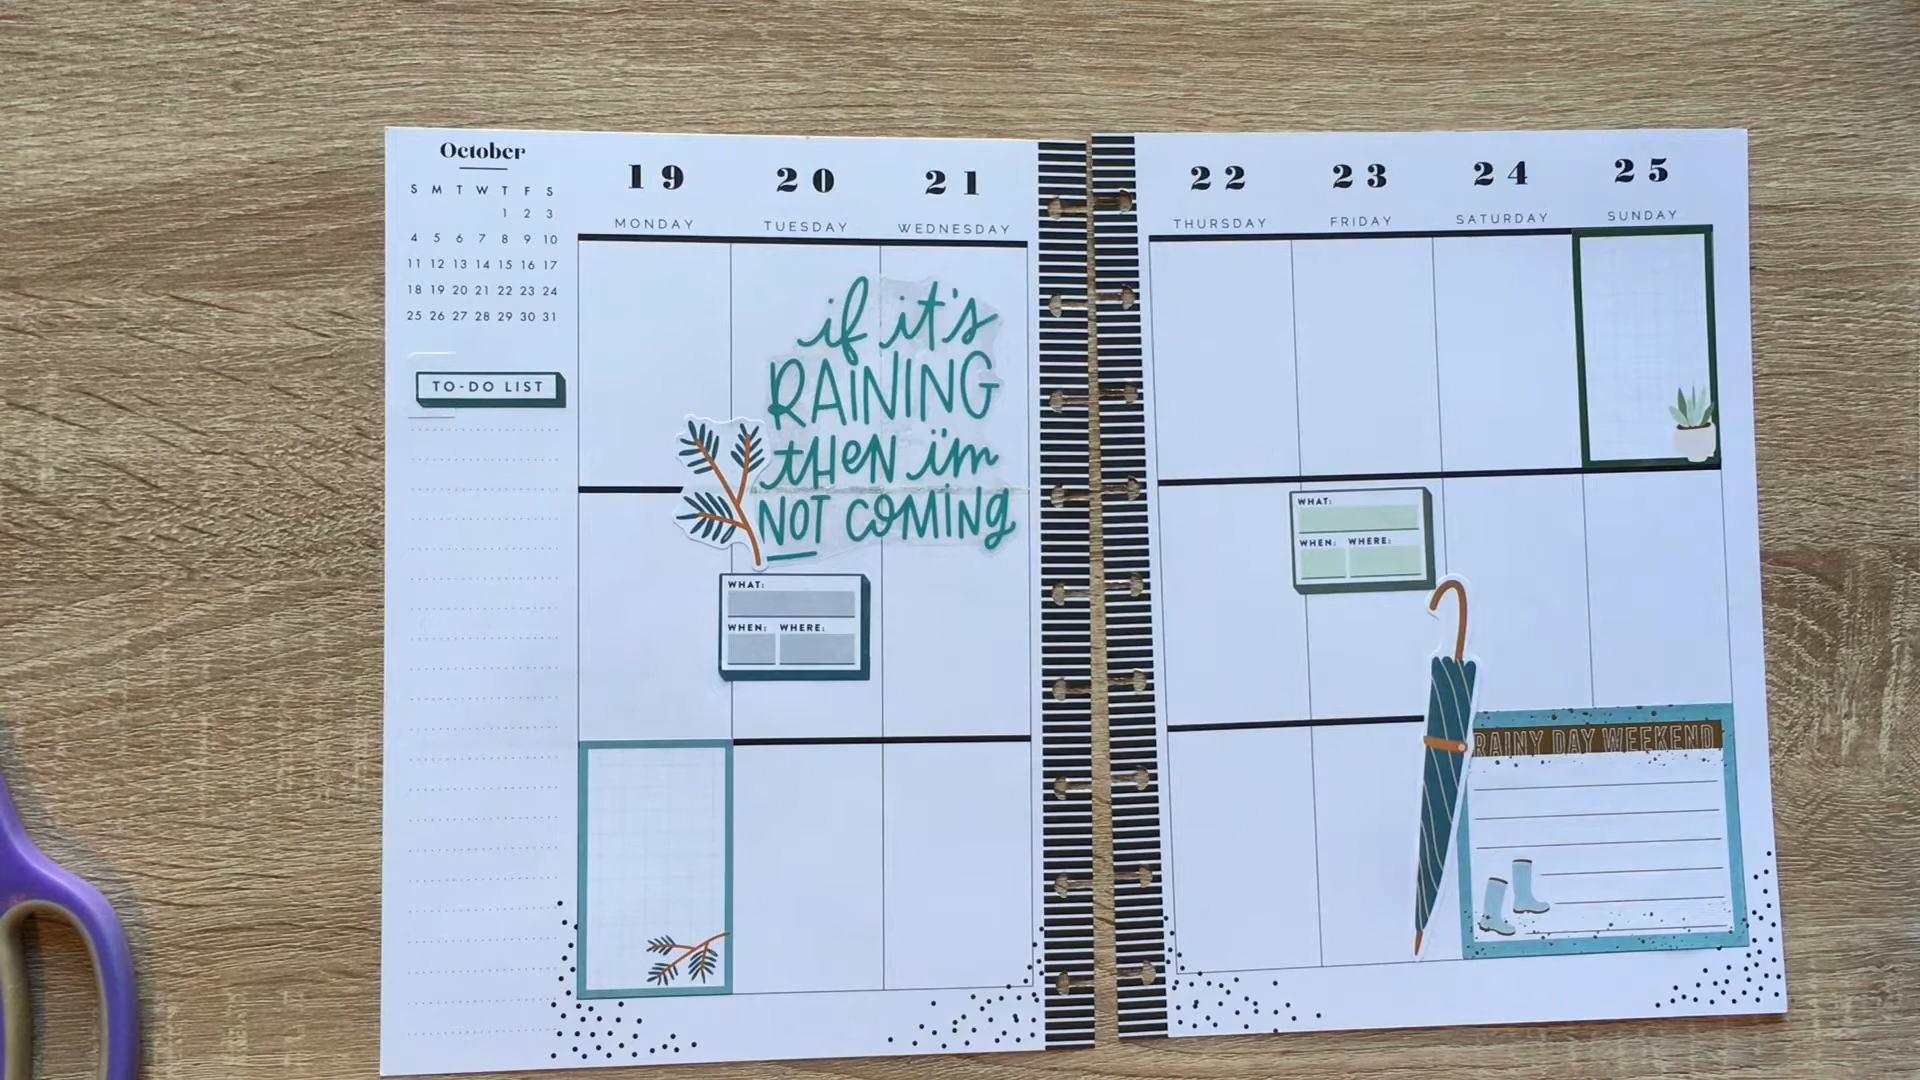 October
S M T W T F S
1 2 3
4 5 6 7 8 9 10
11 12 13 14 15 16 17
18 19 20 21 22 23 24
25 26 27 28 29 30 31
TO-DO LIST
19 20 21
MONDAY TUESDAY WEDNESDAY
if it's
RAINING
then i'm
NOT COMING
WHAT:
WHEN: WHERE:
22 23 24 25
THURSDAY FRIDAY SATURDAY SUNDAY
WHAT:
WHEN: WHERE:
RAINY DAY WEEKEND